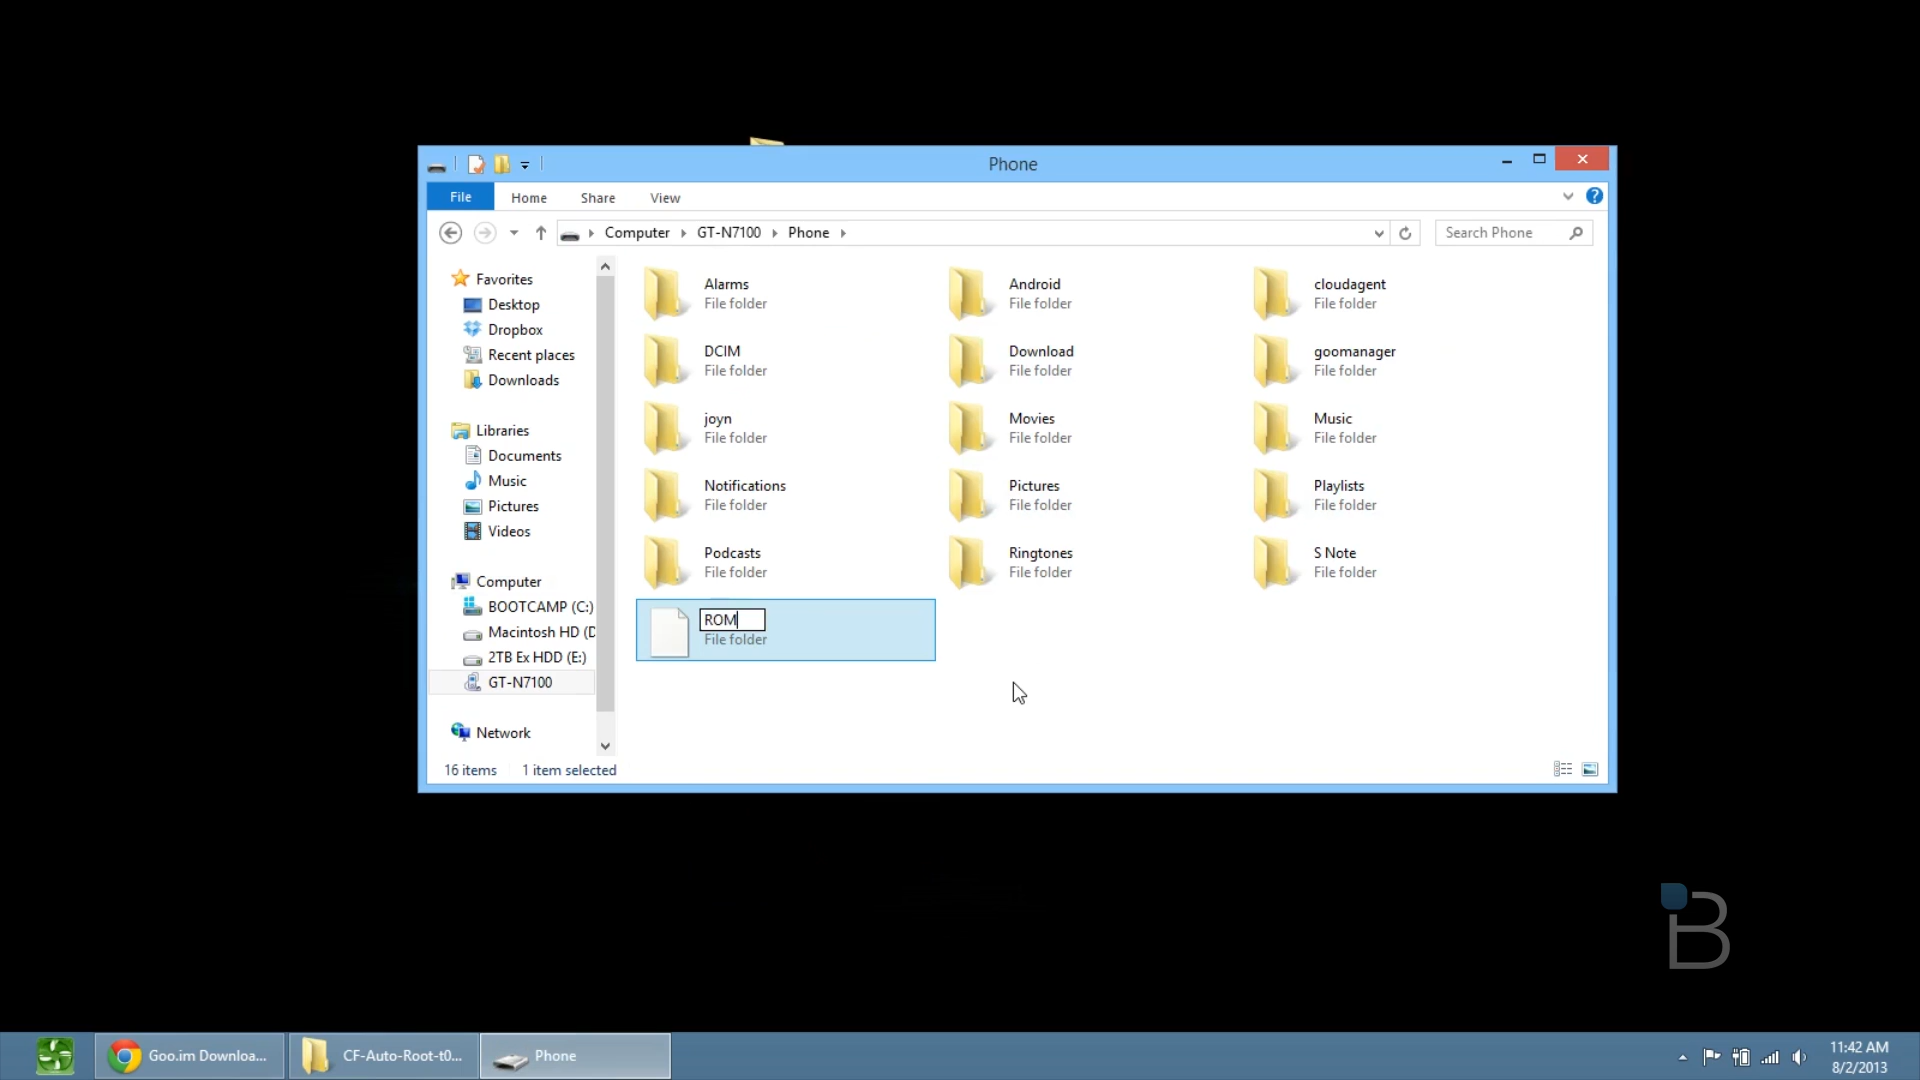 Phone
File
Home
Share
View
Computer
GT-N7100
Phone
Search Phone
Favorites
Desktop
Dropbox
Recent places
Downloads
Libraries
Documents
Music
Pictures
Videos
Computer
BOOTCAMP (C:)
Macintosh HD (D
2TB Ex HDD (E:)
GT-N7100
Network
Alarms
File folder
Android
File folder
cloudagent
File folder
DCIM
File folder
Download
File folder
goomanager
File folder
joyn
File folder
Movies
File folder
Music
File folder
Notifications
File folder
Pictures
File folder
Playlists
File folder
Podcasts
File folder
Ringtones
File folder
S Note
File folder
ROM
File folder
16 items
1 item selected
B
Goo.im Downloa...
CF-Auto-Root-t0...
Phone
11:42 AM
8/2/2013